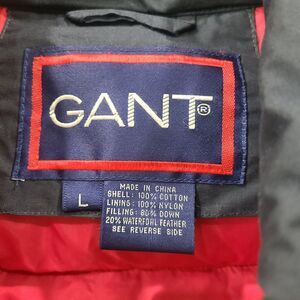 GANT®
L
MADE IN CHINA
SHELL: 100% COTTON
LINING: 100% NYLON
FILLING: 80% DOWN
20% WATERFOWL FEATHER
SEE REVERSE SIDE